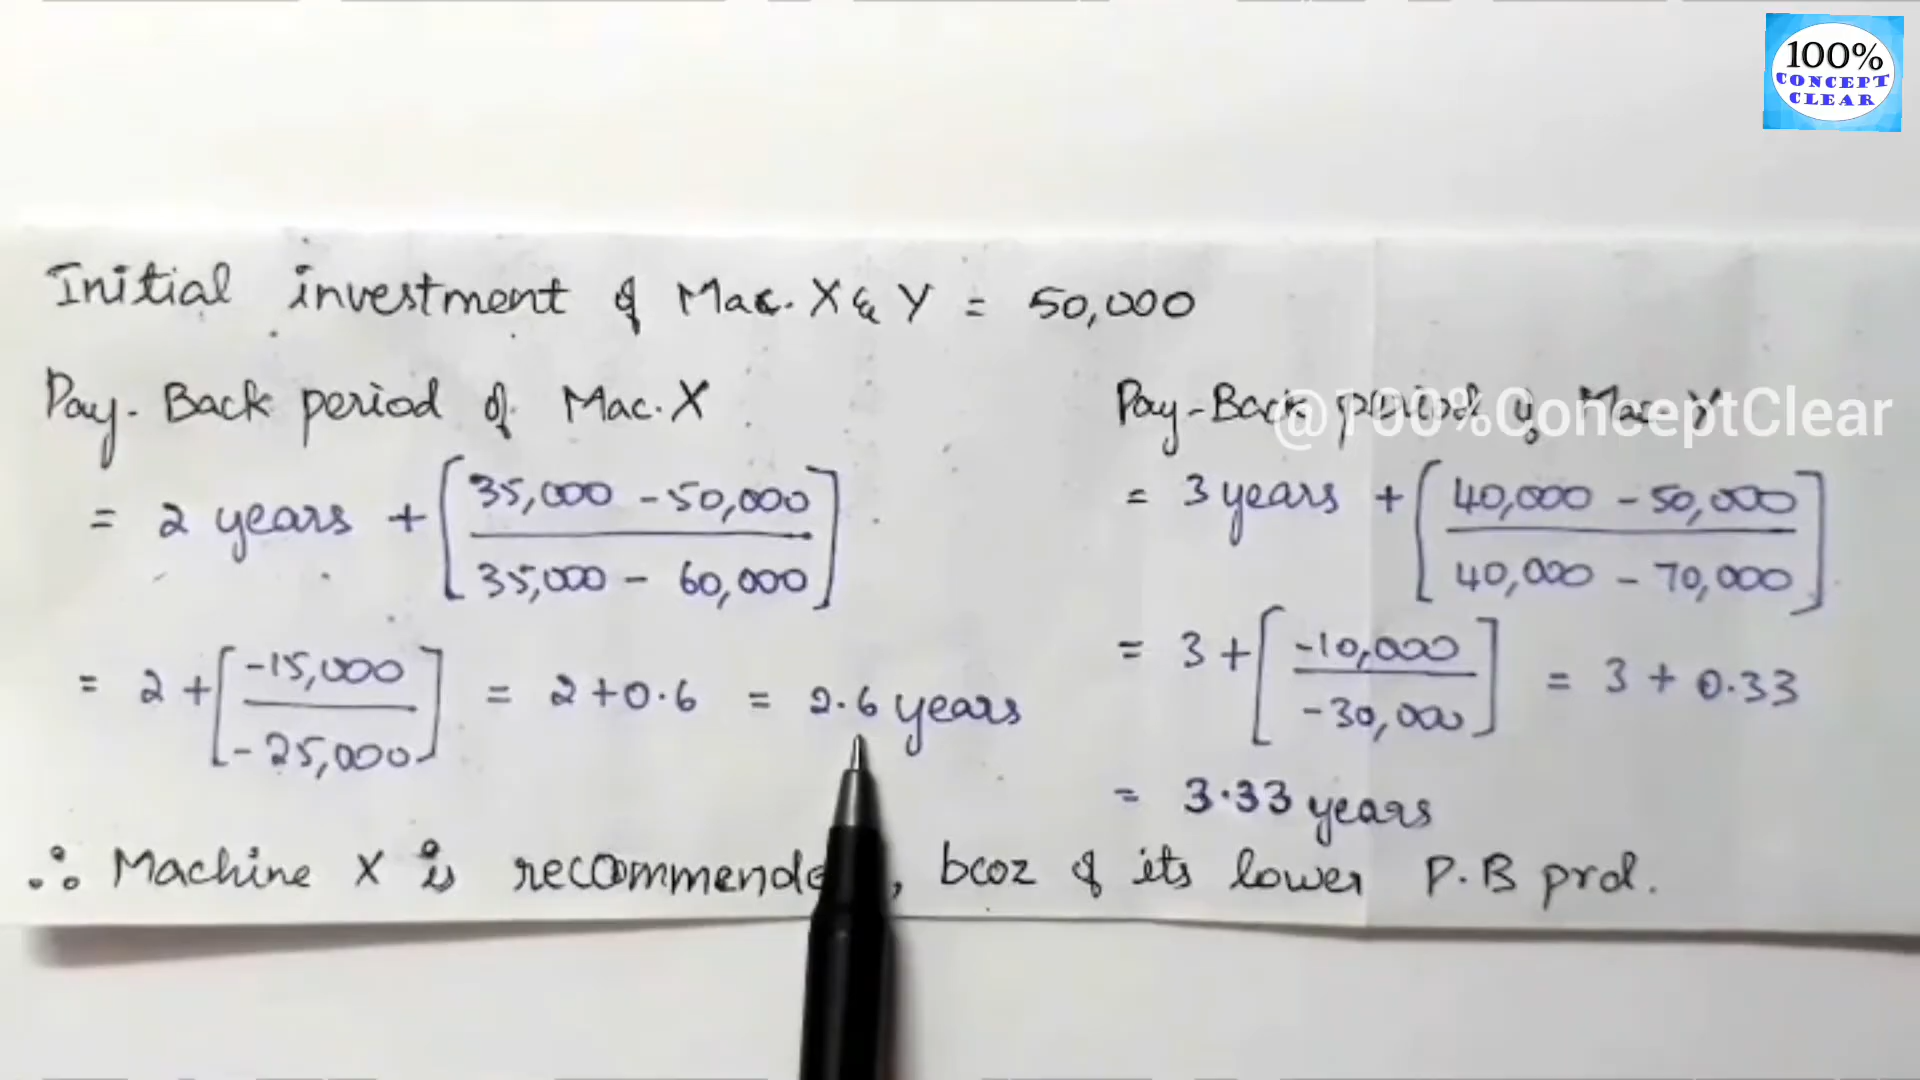 100%
CONCEPT
CLEAR
Initial investment of Mac. X & Y = 50,000
Pay-Back period of Mac. X
= 2 years + [35,000 - 50,000 / 35,000 - 60,000]
= 2 + [-15,000 / -25,000] = 2+0.6 = 2.6 years
Pay-Back period of Mac. Y
@100%ConceptClear
= 3 years + [40,000 - 50,000 / 40,000 - 70,000]
= 3 + [-10,000 / -30,000] = 3 + 0.33
= 3.33 years
∴ Machine X is recommended, bcoz of its lower P.B prd.